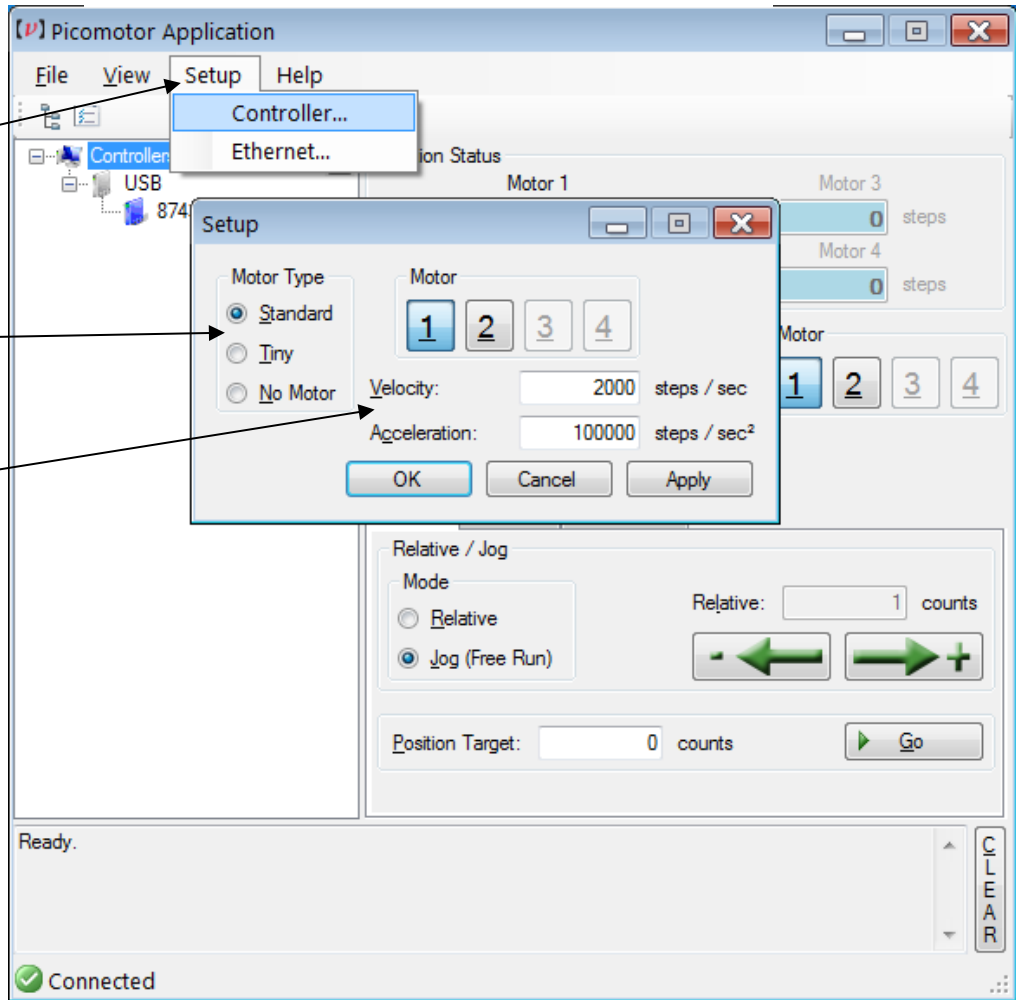 Picomotor Application
File View Setup Help
Controller...
Ethernet...
Controller
USB
874
ion Status
Motor 1
Motor 3
0 steps
Motor 4
0 steps
Motor
1 2 3 4
Setup
Motor Type
Standard
Tiny
No Motor
Motor
1 2 3 4
Velocity: 2000 steps / sec
Acceleration: 100000 steps / sec²
OK Cancel Apply
Relative / Jog
Mode
Relative
Jog (Free Run)
Relative: 1 counts
- +
Position Target: 0 counts
Go
Ready.
CLEAR
Connected